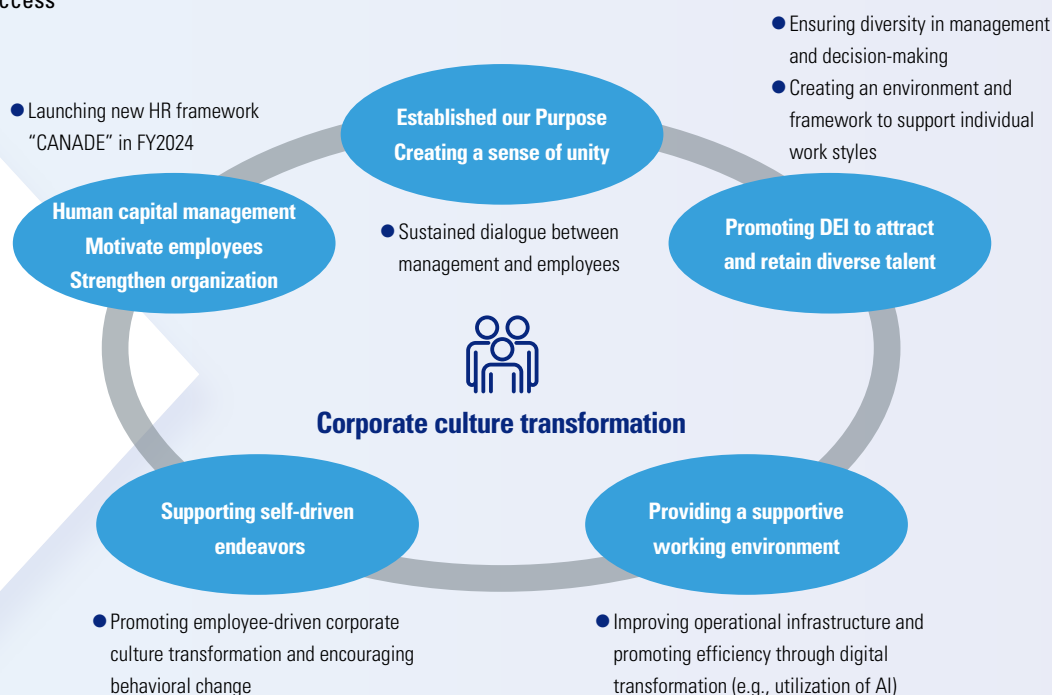 ● Ensuring diversity in management
and decision-making
● Creating an environment and
framework to support individual
work styles
● Launching new HR framework
“CANADE” in FY2024
Established our Purpose
Creating a sense of unity
Human capital management
Motivate employees
Strengthen organization
● Sustained dialogue between
management and employees
Promoting DEI to attract
and retain diverse talent
Corporate culture transformation
Supporting self-driven
endeavors
Providing a supportive
working environment
● Promoting employee-driven corporate
culture transformation and encouraging
behavioral change
● Improving operational infrastructure and
promoting efficiency through digital
transformation (e.g., utilization of AI)